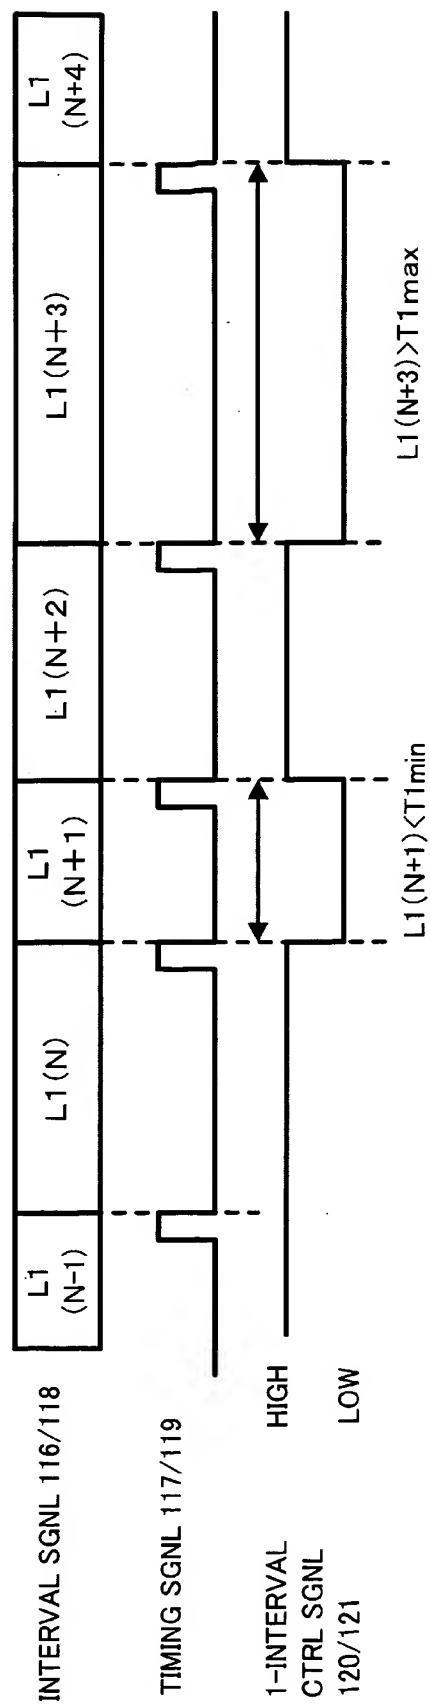 INTERVAL SGNL 116/118
L1
(N-1)
L1(N)
L1
(N+1)
L1(N+2)
L1(N+3)
L1
(N+4)
TIMING SGNL 117/119
1-INTERVAL
CTRL SGNL
120/121
HIGH
LOW
L1(N+1)<T1min
L1(N+3)>T1max